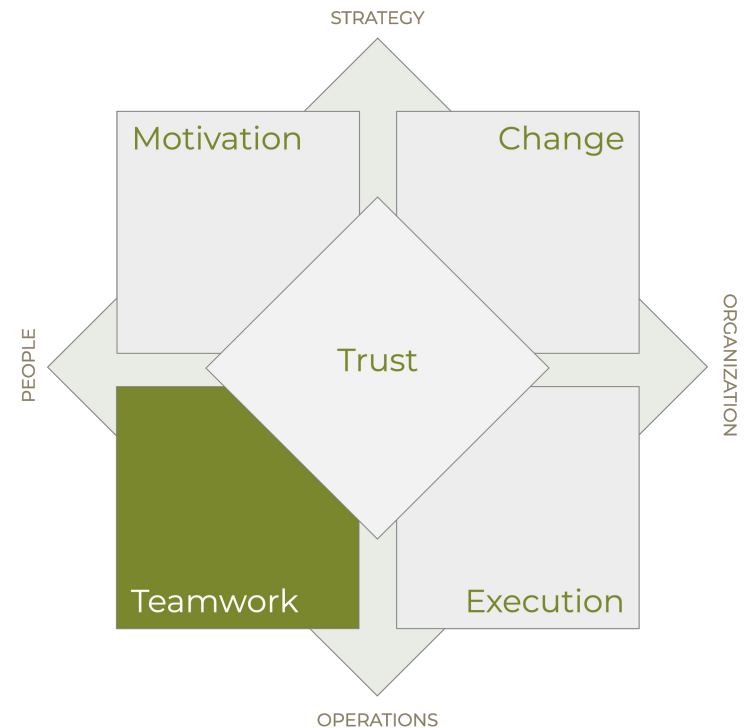 STRATEGY
Motivation
Change
PEOPLE
Trust
ORGANIZATION
Teamwork
Execution
OPERATIONS